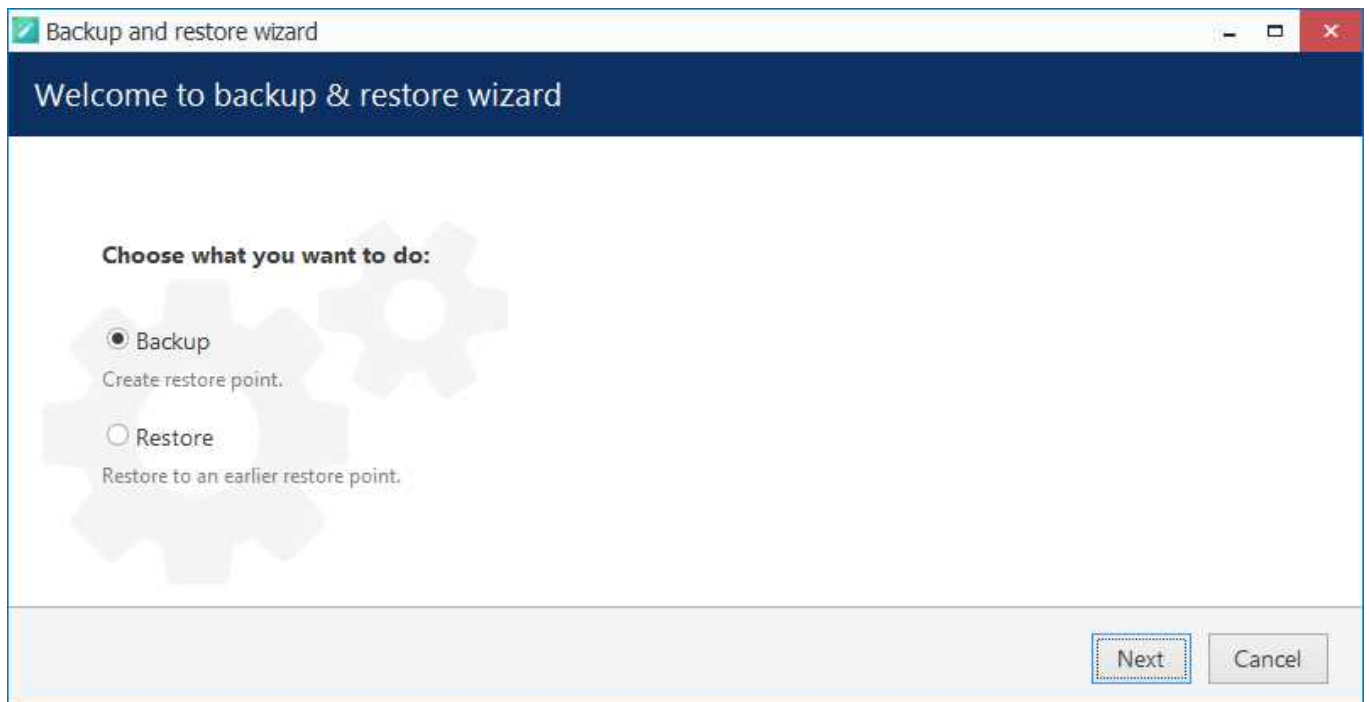 Backup and restore wizard
Welcome to backup & restore wizard
Choose what you want to do:
Backup
Create restore point.
Restore
Restore to an earlier restore point.
Next Cancel